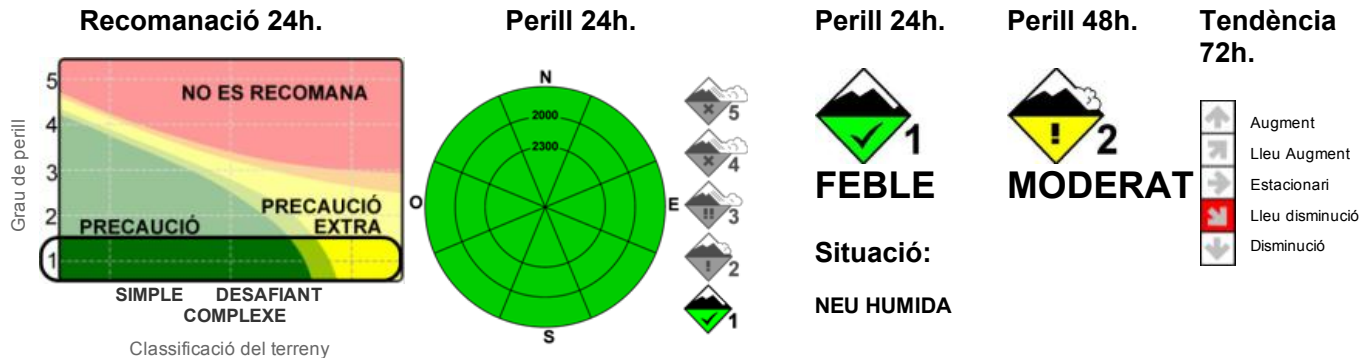 Recomanació 24h.
Grau de perill
5
4
3
2
1
NO ES RECOMANA
PRECAUCIÓ
PRECAUCIÓ
EXTRA
SIMPLE DESAFIANT
COMPLEXE
Classificació del terreny
Perill 24h.
N
2000
2300
O
E
S
5
4
!! 3
! 2
1
Perill 24h.
1
FEBLE
Situació:
NEU HUMIDA
Perill 48h.
! 2
MODERAT
Tendència
72h.
Augment
Lleu Augment
Estacionari
Lleu disminució
Disminució